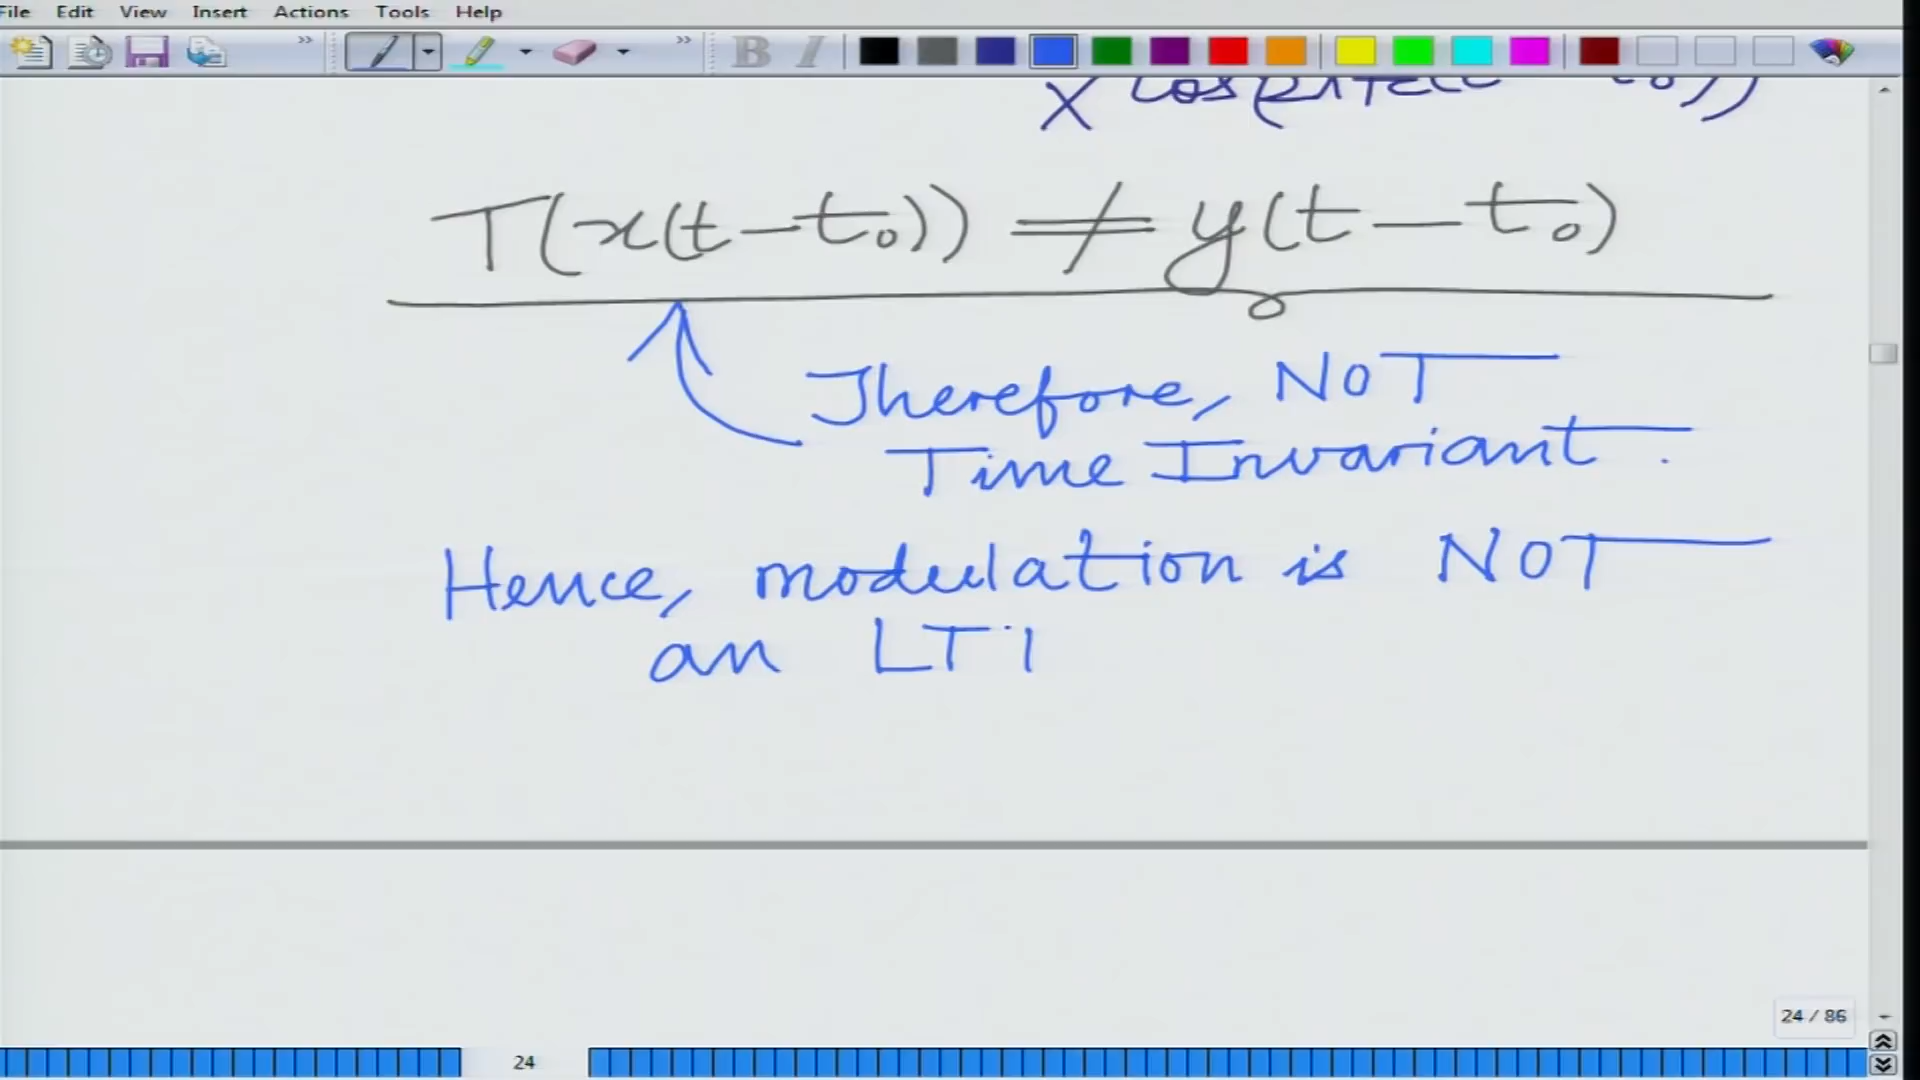 File Edit View Insert Actions Tools Help
B I
T(x(t-t₀)) ≠ y(t-t₀)
Therefore, NOT
Time Invariant.
Hence, modulation is NOT
an LTI
24 / 86
24